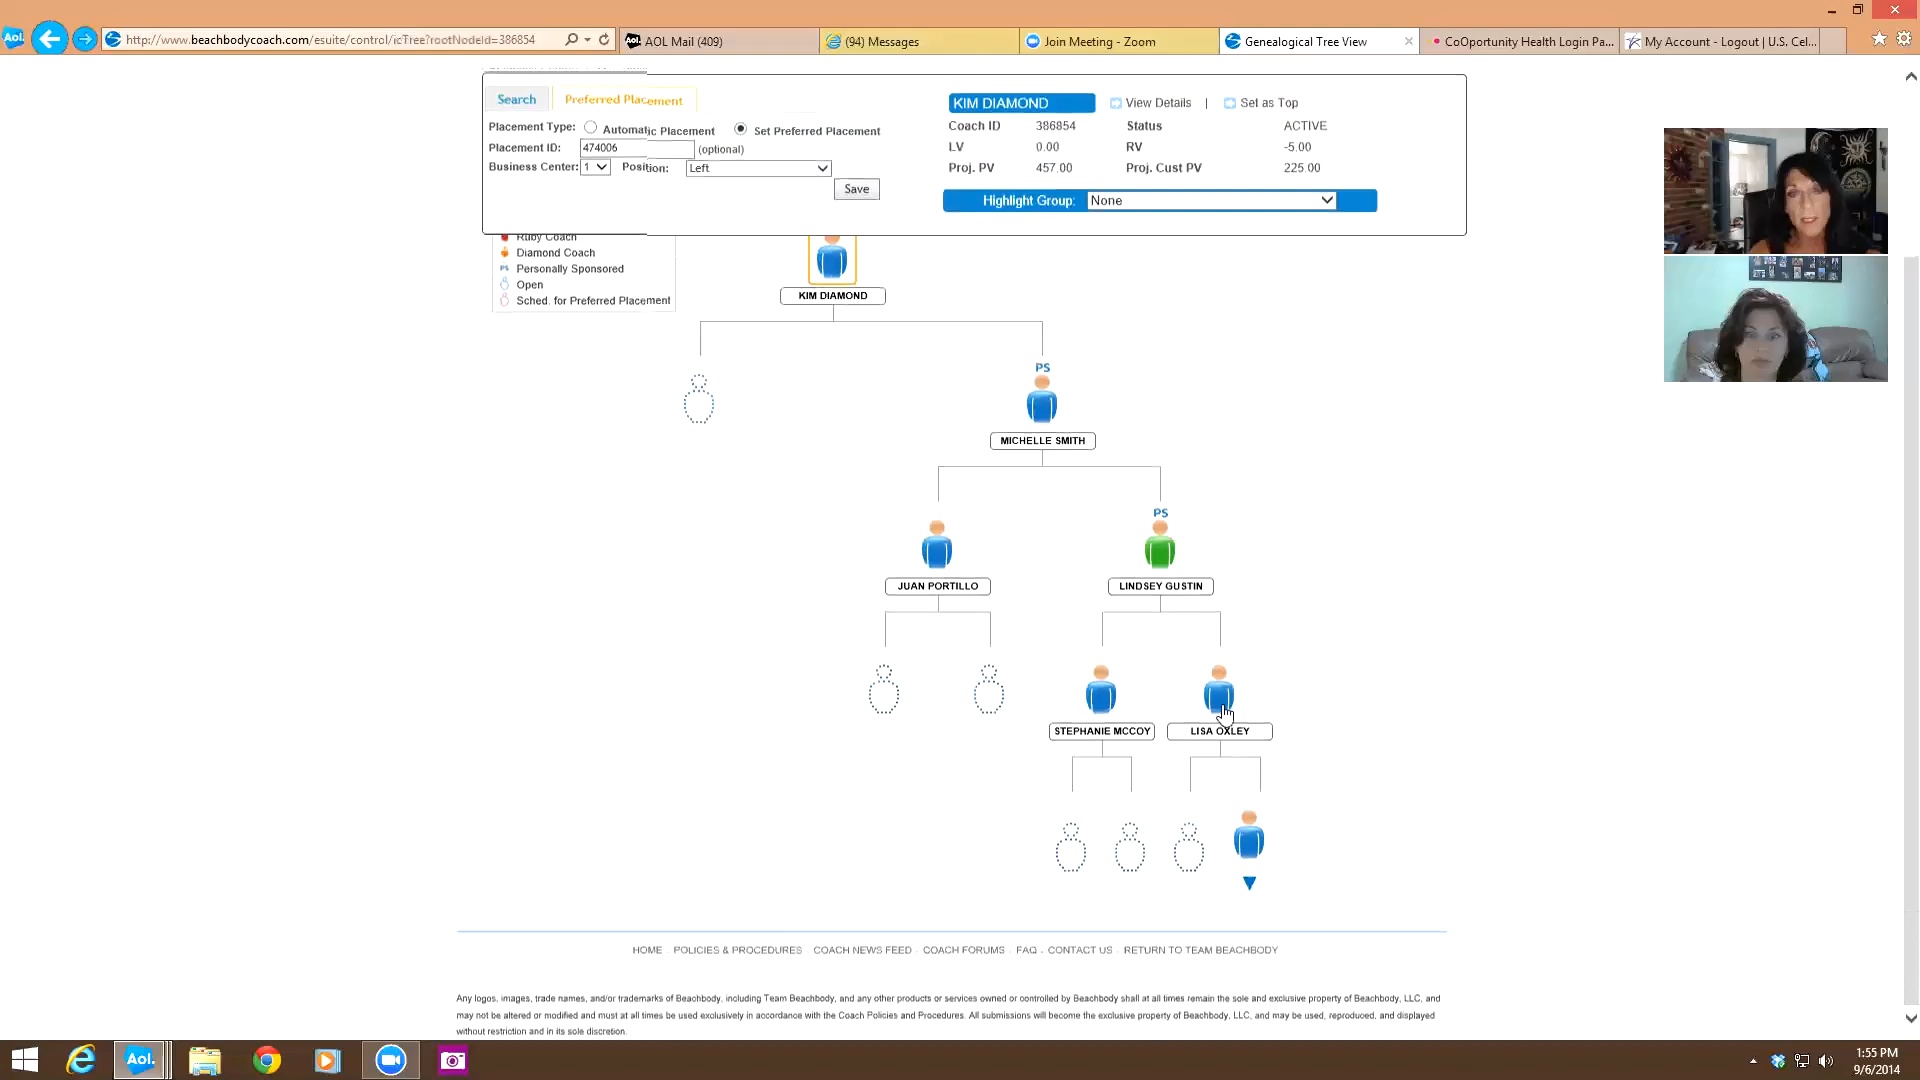 Aol.
http://www.beachbodycoach.com/esuite/control/icTree?rootNodeId=386854
Aol. AOL Mail (409)
(94) Messages
Join Meeting - Zoom
Genealogical Tree View
CoOportunity Health Login Pa...
My Account - Logout | U.S. Cel...
Search
Preferred Placement
Placement Type: Automatic Placement Set Preferred Placement
Placement ID: 474006 (optional)
Business Center: 1 Position: Left
Save
KIM DIAMOND View Details | Set as Top
Coach ID 386854 Status ACTIVE
LV 0.00 RV -5.00
Proj. PV 457.00 Proj. Cust PV 225.00
Highlight Group: None
Ruby Coach
Diamond Coach
PS Personally Sponsored
Open
Sched. for Preferred Placement
KIM DIAMOND
PS
MICHELLE SMITH
PS
JUAN PORTILLO
LINDSEY GUSTIN
STEPHANIE MCCOY
LISA OXLEY
HOME POLICIES & PROCEDURES COACH NEWS FEED COACH FORUMS FAQ CONTACT US RETURN TO TEAM BEACHBODY
Any logos, images, trade names, and/or trademarks of Beachbody, including Team Beachbody, and any other products or services owned or controlled by Beachbody shall at all times remain the sole and exclusive property of Beachbody, LLC, and
may not be altered or modified and must at all times be used exclusively in accordance with the Coach Policies and Procedures. All submissions will become the exclusive property of Beachbody, LLC, and may be used, reproduced, and displayed
without restriction and in its sole discretion.
Aol.
1:55 PM
9/6/2014